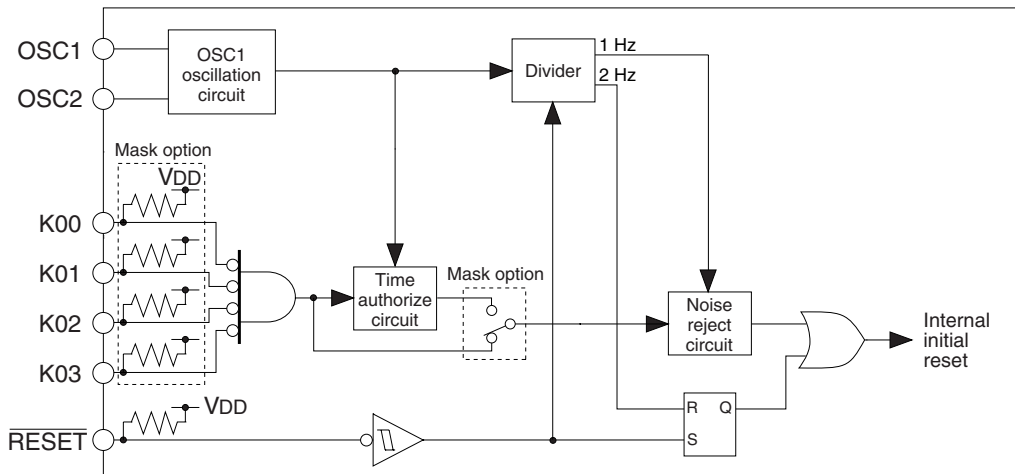 OSC1
OSC2
OSC1
oscillation
circuit
Divider
1 Hz
2 Hz
Mask option
VDD
K00
K01
K02
K03
Time
authorize
circuit
Mask option
Noise
reject
circuit
Internal
initial
reset
RESET
VDD
R Q
S